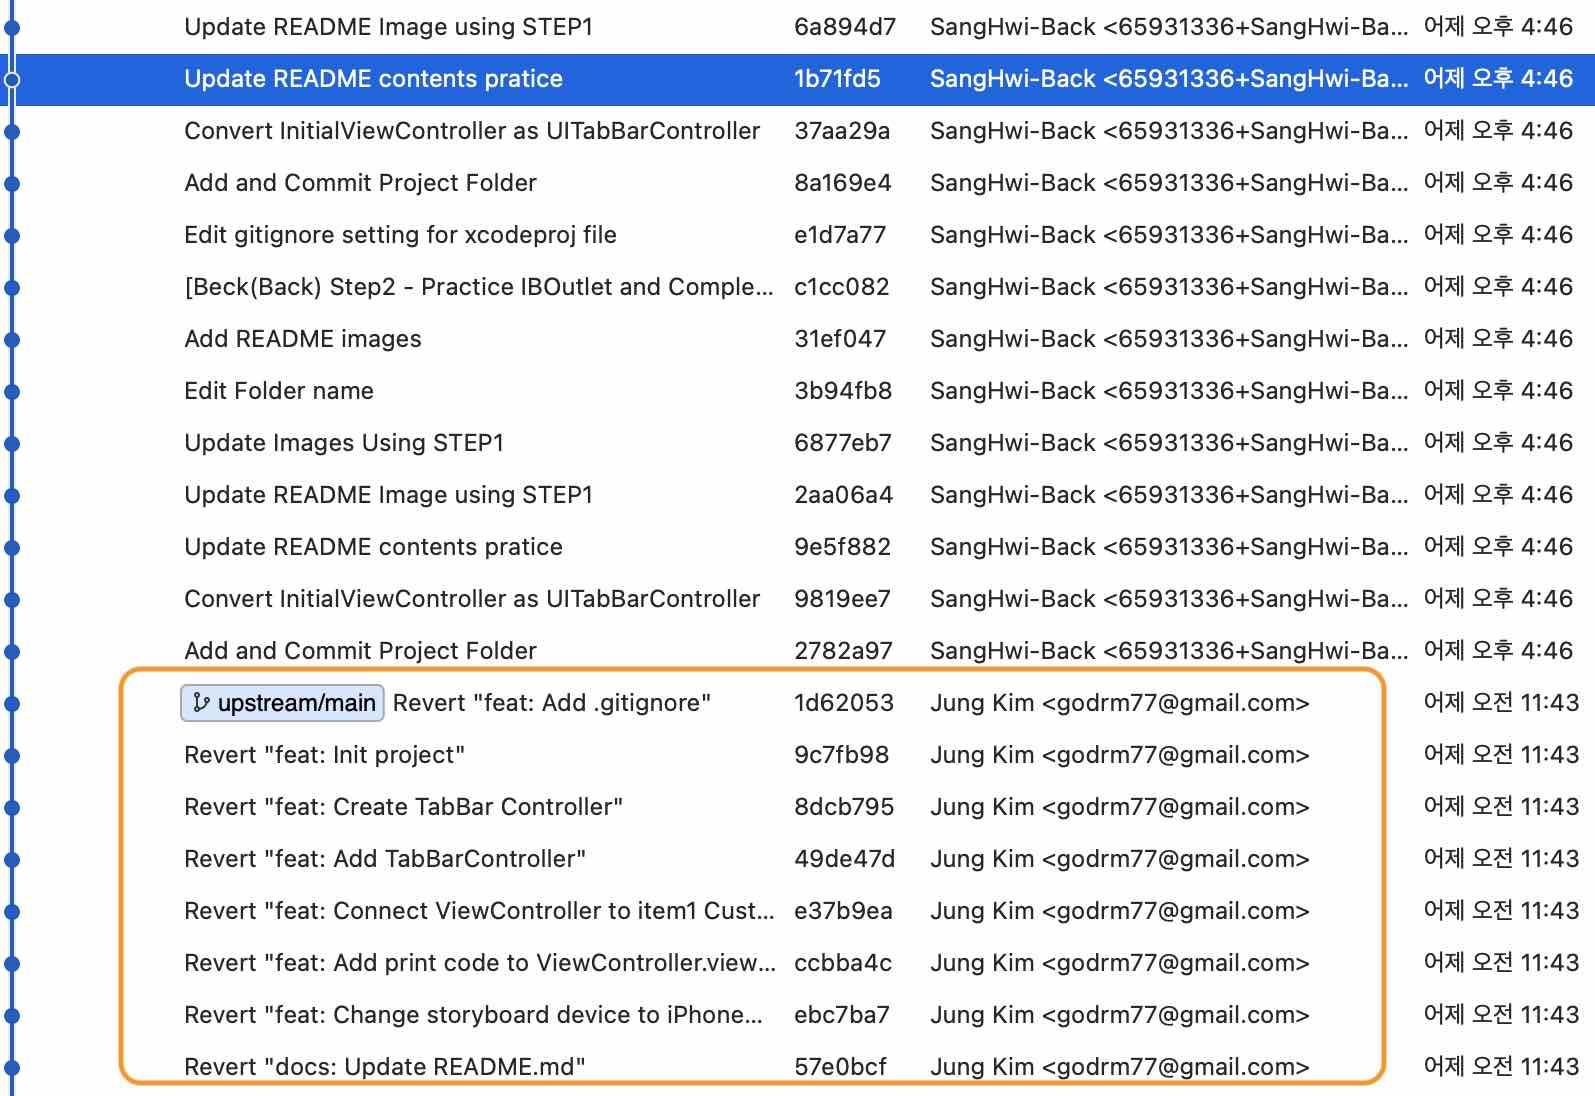 Update README Image using STEP1 6a894d7 SangHwi-Back <65931336+SangHwi-Ba... 어제 오후 4:46
Update README contents pratice 1b71fd5 SangHwi-Back <65931336+SangHwi-Ba... 어제 오후 4:46
Convert InitialViewController as UITabBarController 37aa29a SangHwi-Back <65931336+SangHwi-Ba... 어제 오후 4:46
Add and Commit Project Folder 8a169e4 SangHwi-Back <65931336+SangHwi-Ba... 어제 오후 4:46
Edit gitignore setting for xcodeproj file e1d7a77 SangHwi-Back <65931336+SangHwi-Ba... 어제 오후 4:46
[Beck(Back) Step2 - Practice IBOutlet and Comple... c1cc082 SangHwi-Back <65931336+SangHwi-Ba... 어제 오후 4:46
Add README images 31ef047 SangHwi-Back <65931336+SangHwi-Ba... 어제 오후 4:46
Edit Folder name 3b94fb8 SangHwi-Back <65931336+SangHwi-Ba... 어제 오후 4:46
Update Images Using STEP1 6877eb7 SangHwi-Back <65931336+SangHwi-Ba... 어제 오후 4:46
Update README Image using STEP1 2aa06a4 SangHwi-Back <65931336+SangHwi-Ba... 어제 오후 4:46
Update README contents pratice 9e5f882 SangHwi-Back <65931336+SangHwi-Ba... 어제 오후 4:46
Convert InitialViewController as UITabBarController 9819ee7 SangHwi-Back <65931336+SangHwi-Ba... 어제 오후 4:46
Add and Commit Project Folder 2782a97 SangHwi-Back <65931336+SangHwi-Ba... 어제 오후 4:46
upstream/main Revert "feat: Add .gitignore" 1d62053 Jung Kim <godrm77@gmail.com> 어제 오전 11:43
Revert "feat: Init project" 9c7fb98 Jung Kim <godrm77@gmail.com> 어제 오전 11:43
Revert "feat: Create TabBar Controller" 8dcb795 Jung Kim <godrm77@gmail.com> 어제 오전 11:43
Revert "feat: Add TabBarController" 49de47d Jung Kim <godrm77@gmail.com> 어제 오전 11:43
Revert "feat: Connect ViewController to item1 Cust... e37b9ea Jung Kim <godrm77@gmail.com> 어제 오전 11:43
Revert "feat: Add print code to ViewController.view... ccbba4c Jung Kim <godrm77@gmail.com> 어제 오전 11:43
Revert "feat: Change storyboard device to iPhone... ebc7ba7 Jung Kim <godrm77@gmail.com> 어제 오전 11:43
Revert "docs: Update README.md" 57e0bcf Jung Kim <godrm77@gmail.com> 어제 오전 11:43